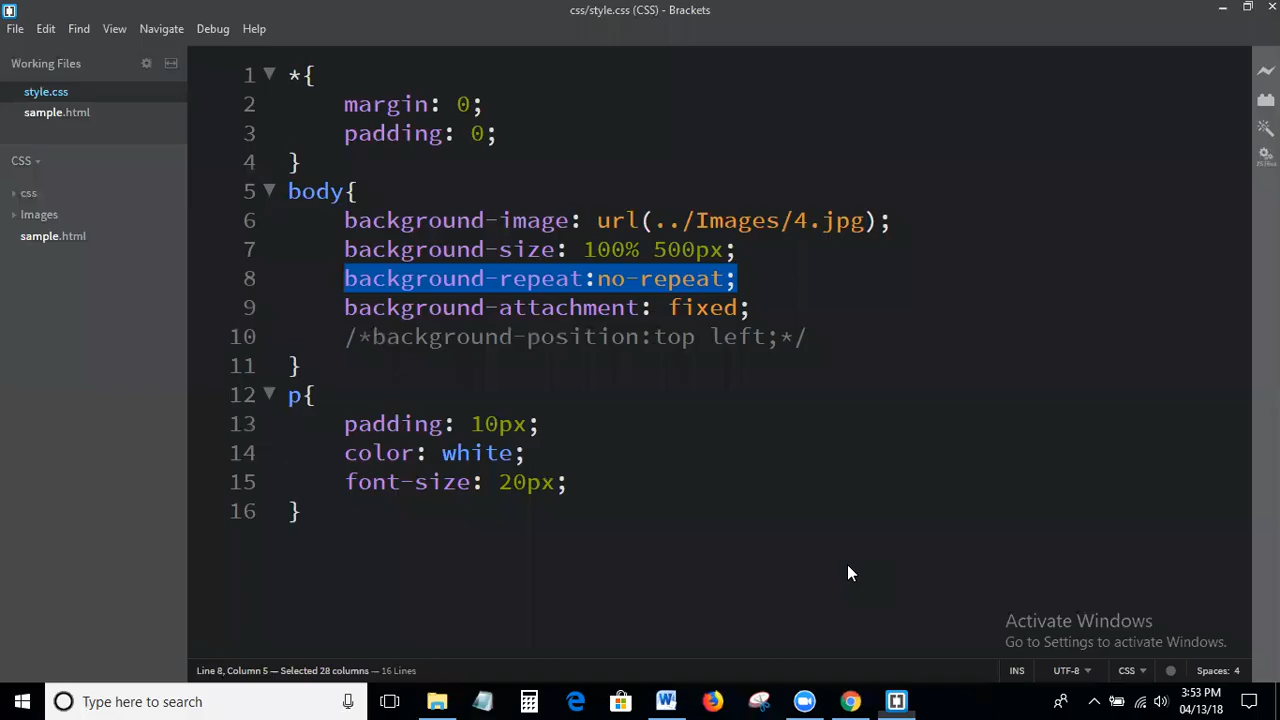 css/style.css (CSS) - Brackets
File Edit Find View Navigate Debug Help
Working Files
style.css
sample.html
CSS
css
Images
sample.html
1 *{
2 margin: 0;
3 padding: 0;
4 }
5 body{
6 background-image: url(../Images/4.jpg);
7 background-size: 100% 500px;
8 background-repeat:no-repeat;
9 background-attachment: fixed;
10 /*background-position:top left;*/
11 }
12 p{
13 padding: 10px;
14 color: white;
15 font-size: 20px;
16 }
Activate Windows
Go to Settings to activate Windows.
Line 8, Column 5 — Selected 28 columns — 16 Lines
INS UTF-8 CSS Spaces: 4
Type here to search
3:53 PM
04/13/18